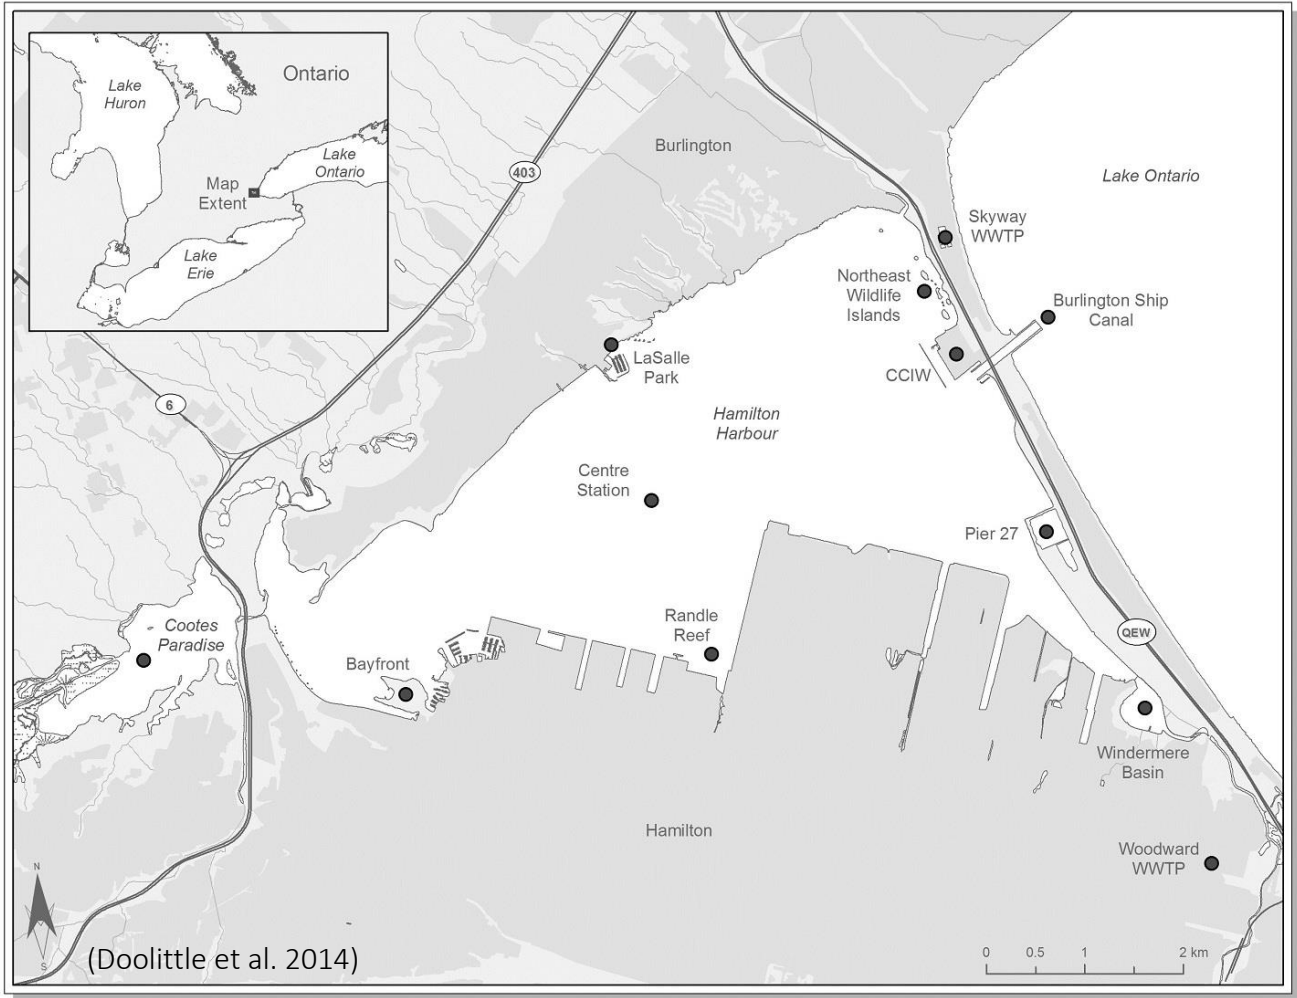 Ontario
Lake
Huron
Lake
Ontario
Map
Extent
Lake
Erie
Burlington
403
Lake Ontario
Skyway
WWTP
Northeast
Wildlife
Islands
Burlington Ship
Canal
CCIW
LaSalle
Park
6
Hamilton
Harbour
Centre
Station
Pier 27
Randle
Reef
Cootes
Paradise
QEW
Bayfront
Windermere
Basin
Hamilton
Woodward
WWTP
N
S
(Doolittle et al. 2014)
0 0.5 1 2 km